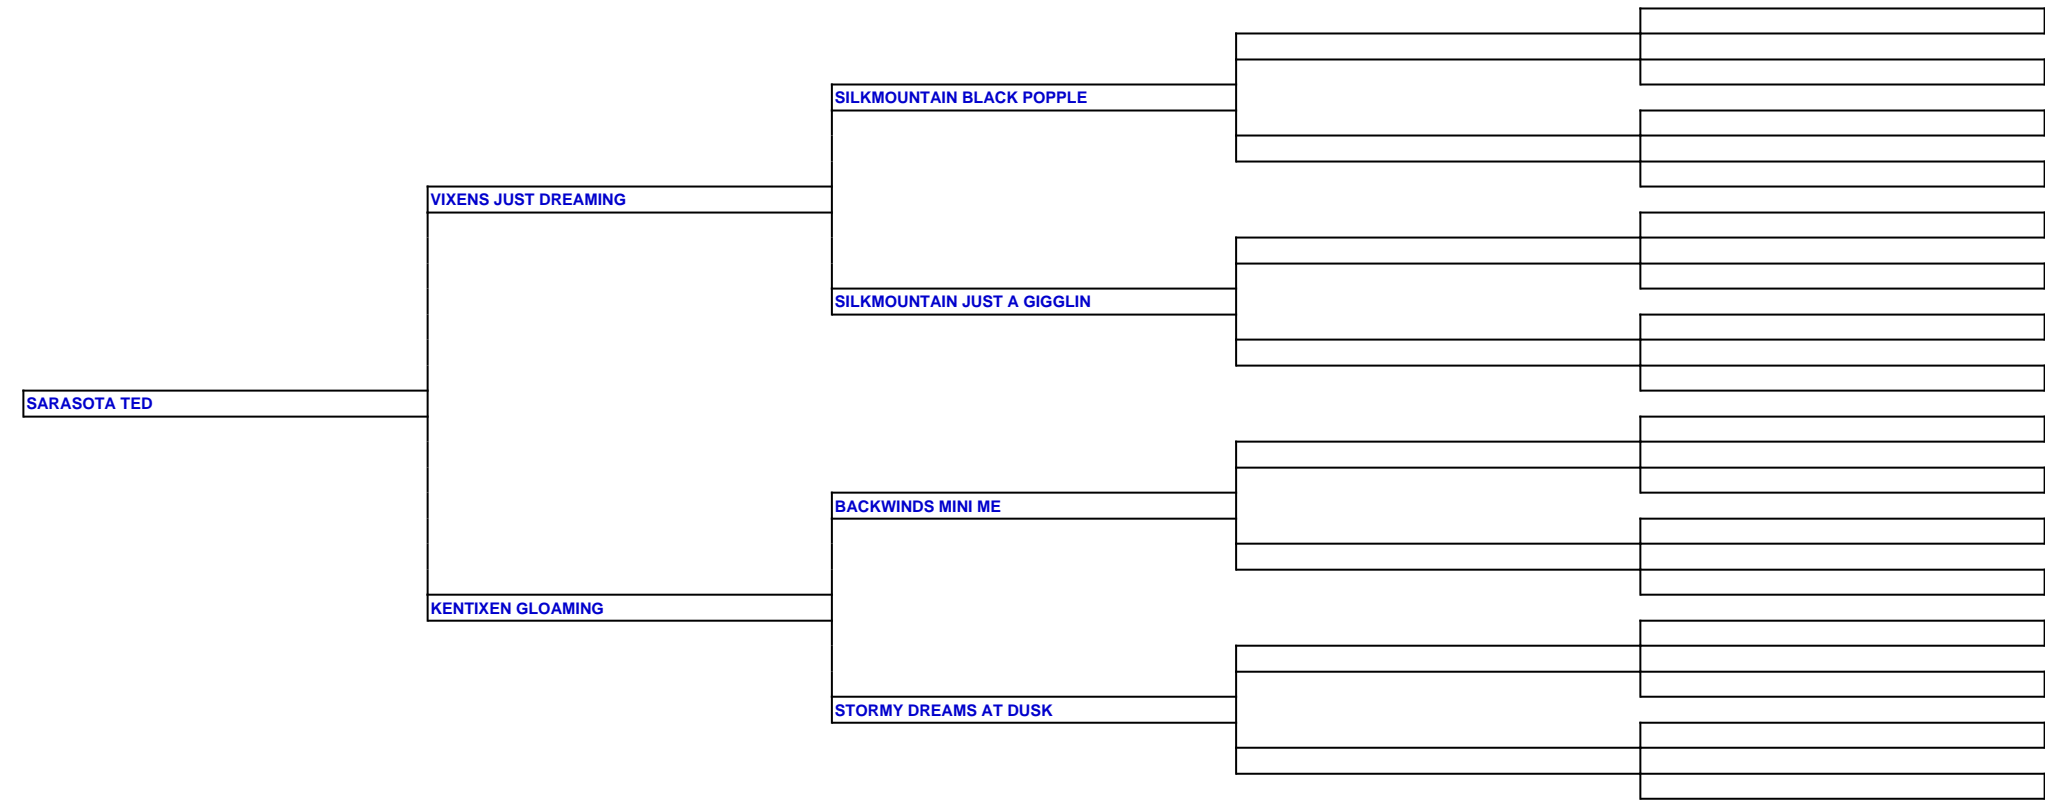 SILKMOUNTAIN BLACK POPPLE
VIXENS JUST DREAMING
SILKMOUNTAIN JUST A GIGGLIN
SARASOTA TED
BACKWINDS MINI ME
KENTIXEN GLOAMING
STORMY DREAMS AT DUSK